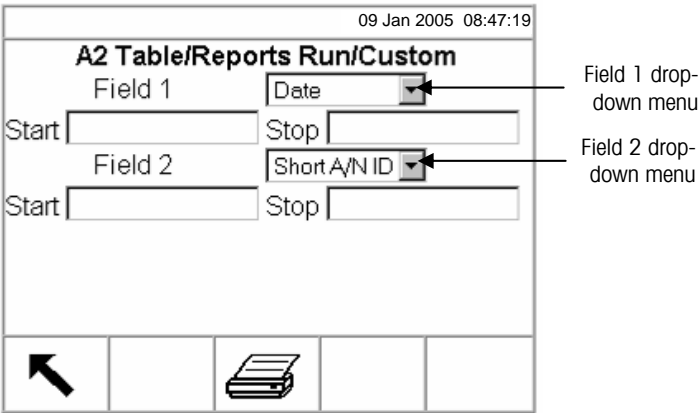 09 Jan 2005 08:47:19
A2 Table/Reports Run/Custom
Field 1 Date
Start Stop
Field 2 Short A/N ID
Start Stop
Field 1 drop-
down menu
Field 2 drop-
down menu